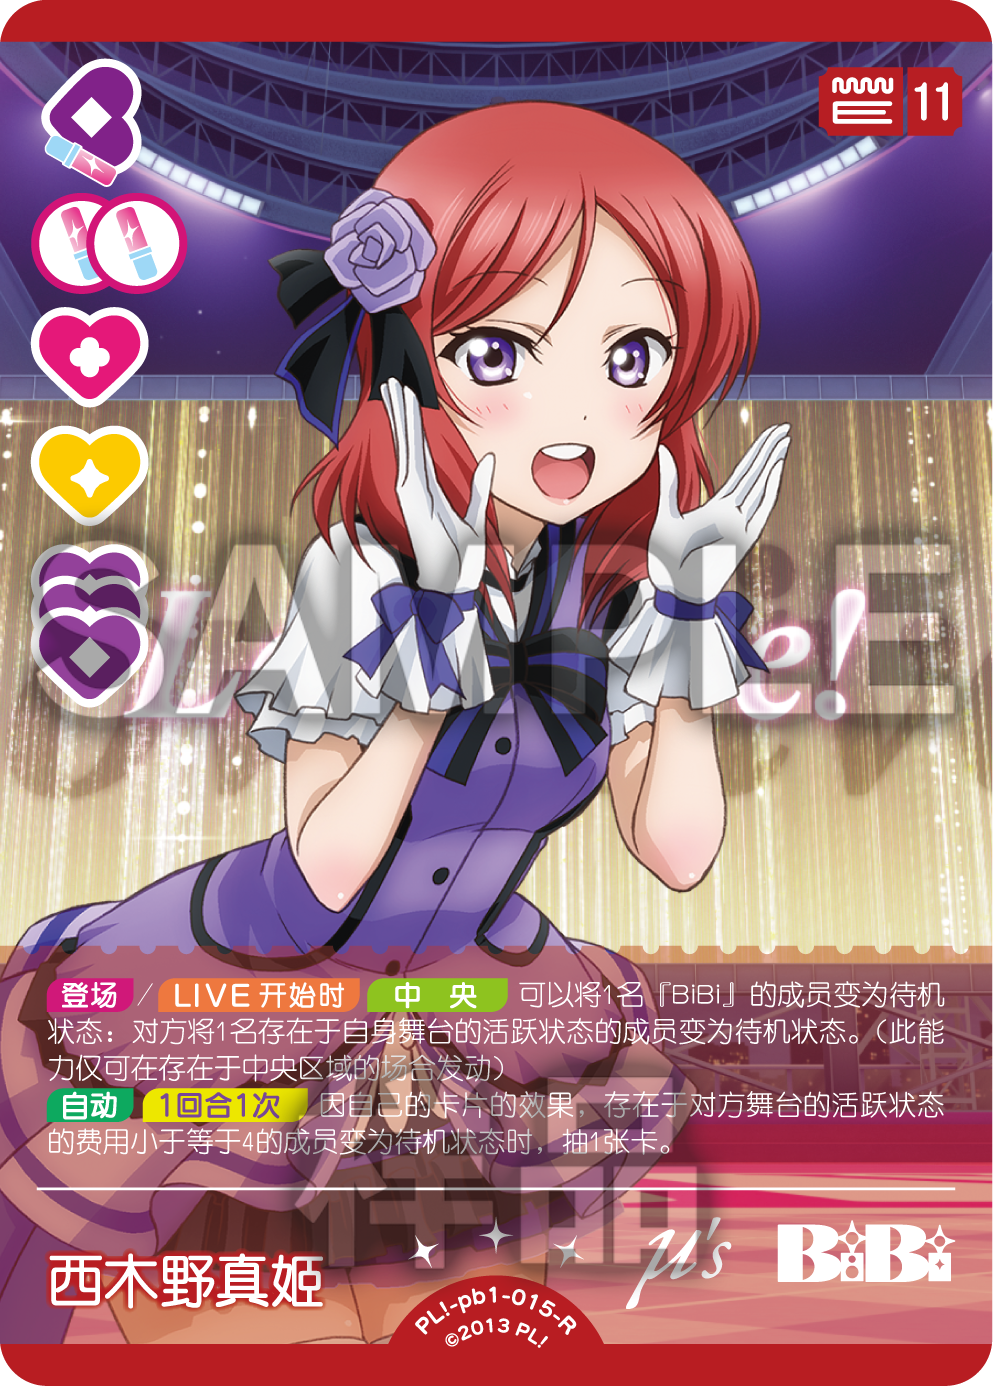 11
SAMPLE
登场 / LIVE 开始时 中 央 可以将1名『BiBi』的成员变为待机
状态：对方将1名存在于自身舞台的活跃状态的成员变为待机状态。（此能
力仅可在存在于中央区域的场合发动）
自动 1回合1次 因自己的卡片的效果，存在于对方舞台的活跃状态
的费用小于等于4的成员变为待机状态时，抽1张卡。
样品
西木野真姬
μ's
BiBi
PL!-pb1-015-R
©2013 PL!